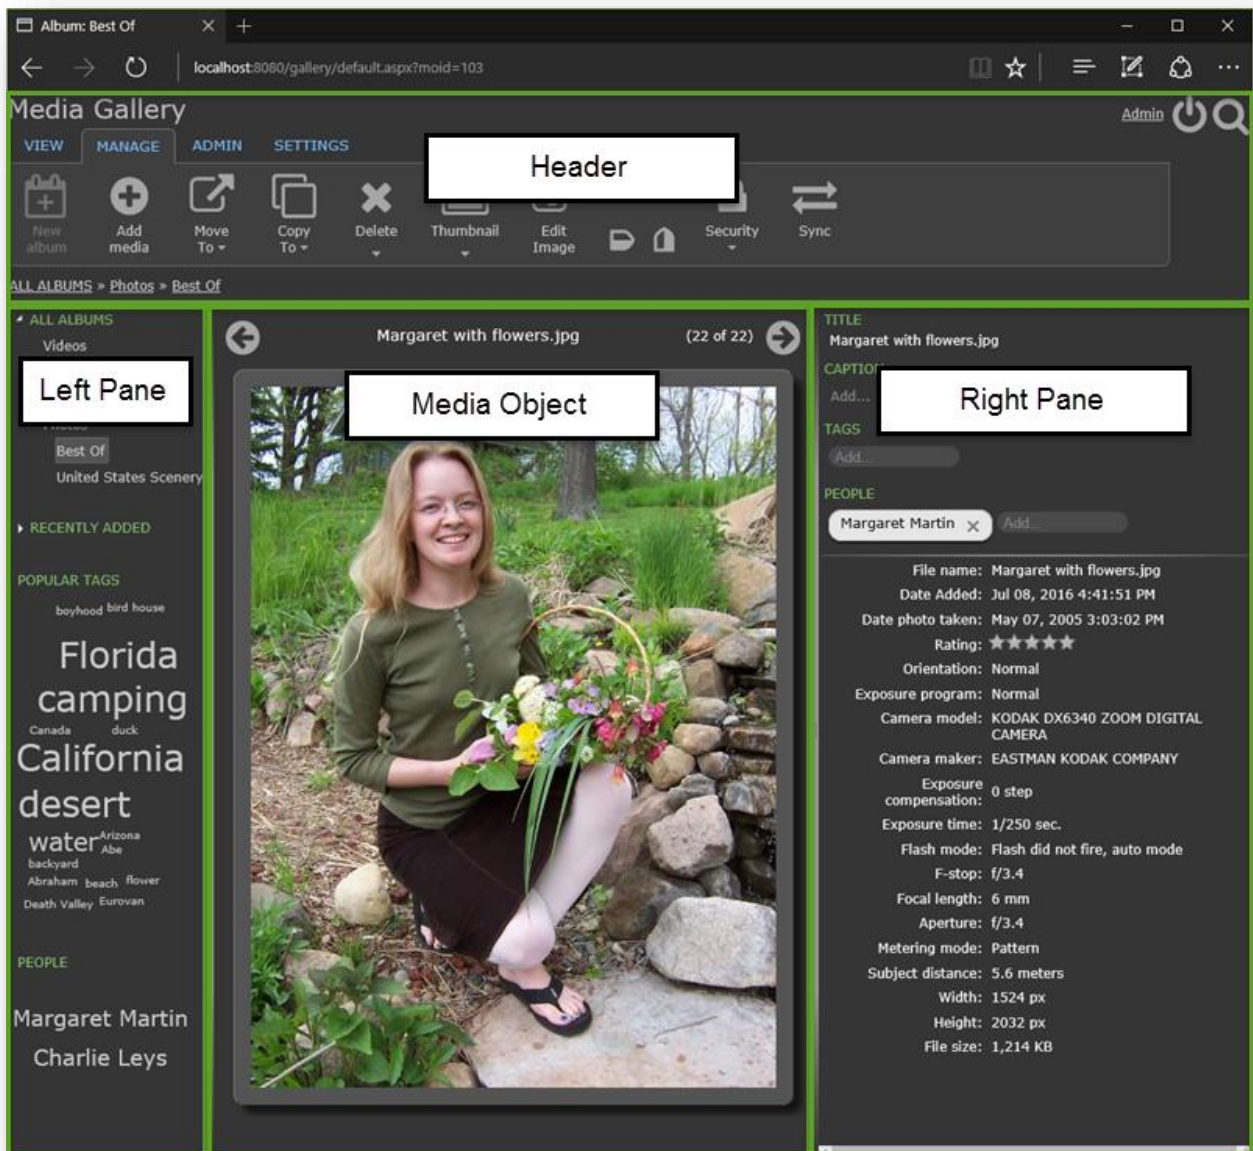 Album: Best Of
localhost:8080/gallery/default.aspx?moid=103
Media Gallery
Admin
VIEW MANAGE ADMIN SETTINGS
Header
New album
Add media
Move To
Copy To
Delete
Thumbnail
Edit Image
Security
Sync
ALL ALBUMS » Photos » Best Of
ALL ALBUMS
Videos
Left Pane
Best Of
United States Scenery
RECENTLY ADDED
POPULAR TAGS
boyhood bird house
Florida
camping
Canada duck
California
desert
water Arizona
Abe
backyard
Abraham beach flower
Death Valley Eurovan
PEOPLE
Margaret Martin
Charlie Leys
Margaret with flowers.jpg (22 of 22)
Media Object
TITLE
Margaret with flowers.jpg
CAPTION
Add...
Right Pane
TAGS
Add...
PEOPLE
Margaret Martin Add...
File name: Margaret with flowers.jpg
Date Added: Jul 08, 2016 4:41:51 PM
Date photo taken: May 07, 2005 3:03:02 PM
Rating:
Orientation: Normal
Exposure program: Normal
Camera model: KODAK DX6340 ZOOM DIGITAL
CAMERA
Camera maker: EASTMAN KODAK COMPANY
Exposure
compensation: 0 step
Exposure time: 1/250 sec.
Flash mode: Flash did not fire, auto mode
F-stop: f/3.4
Focal length: 6 mm
Aperture: f/3.4
Metering mode: Pattern
Subject distance: 5.6 meters
Width: 1524 px
Height: 2032 px
File size: 1,214 KB